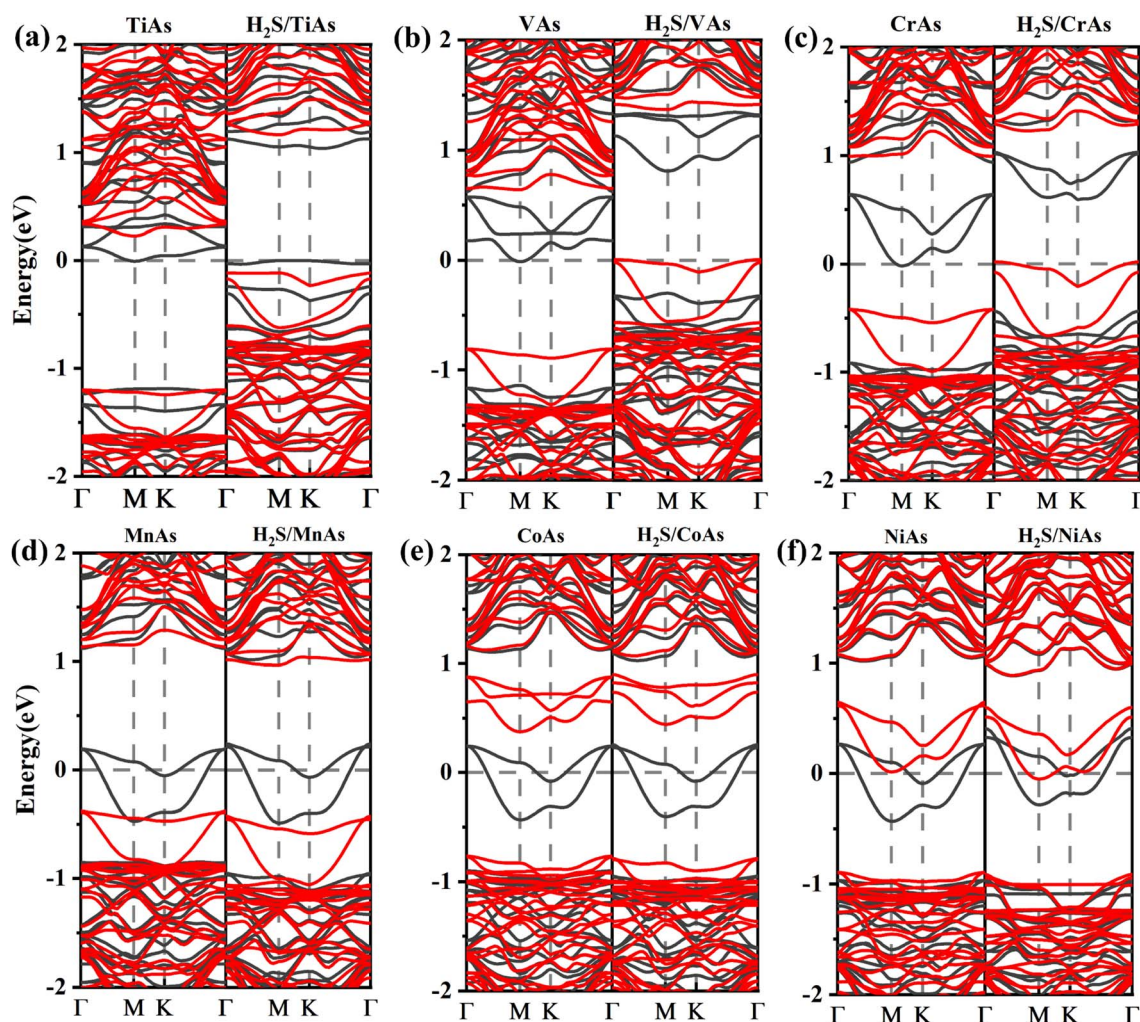 (a) TiAs H₂S/TiAs (b) VAs H₂S/VAs (c) CrAs H₂S/CrAs
2 2 2
1 1 1
Energy(eV)
0 0 0
-1 -1 -1
-2 -2 -2
Γ M K Γ M K Γ Γ M K Γ M K Γ Γ M K Γ M K Γ
(d) MnAs H₂S/MnAs (e) CoAs H₂S/CoAs (f) NiAs H₂S/NiAs
2 2 2
1 1 1
Energy(eV)
0 0 0
-1 -1 -1
-2 -2 -2
Γ M K Γ M K Γ Γ M K Γ M K Γ Γ M K Γ M K Γ